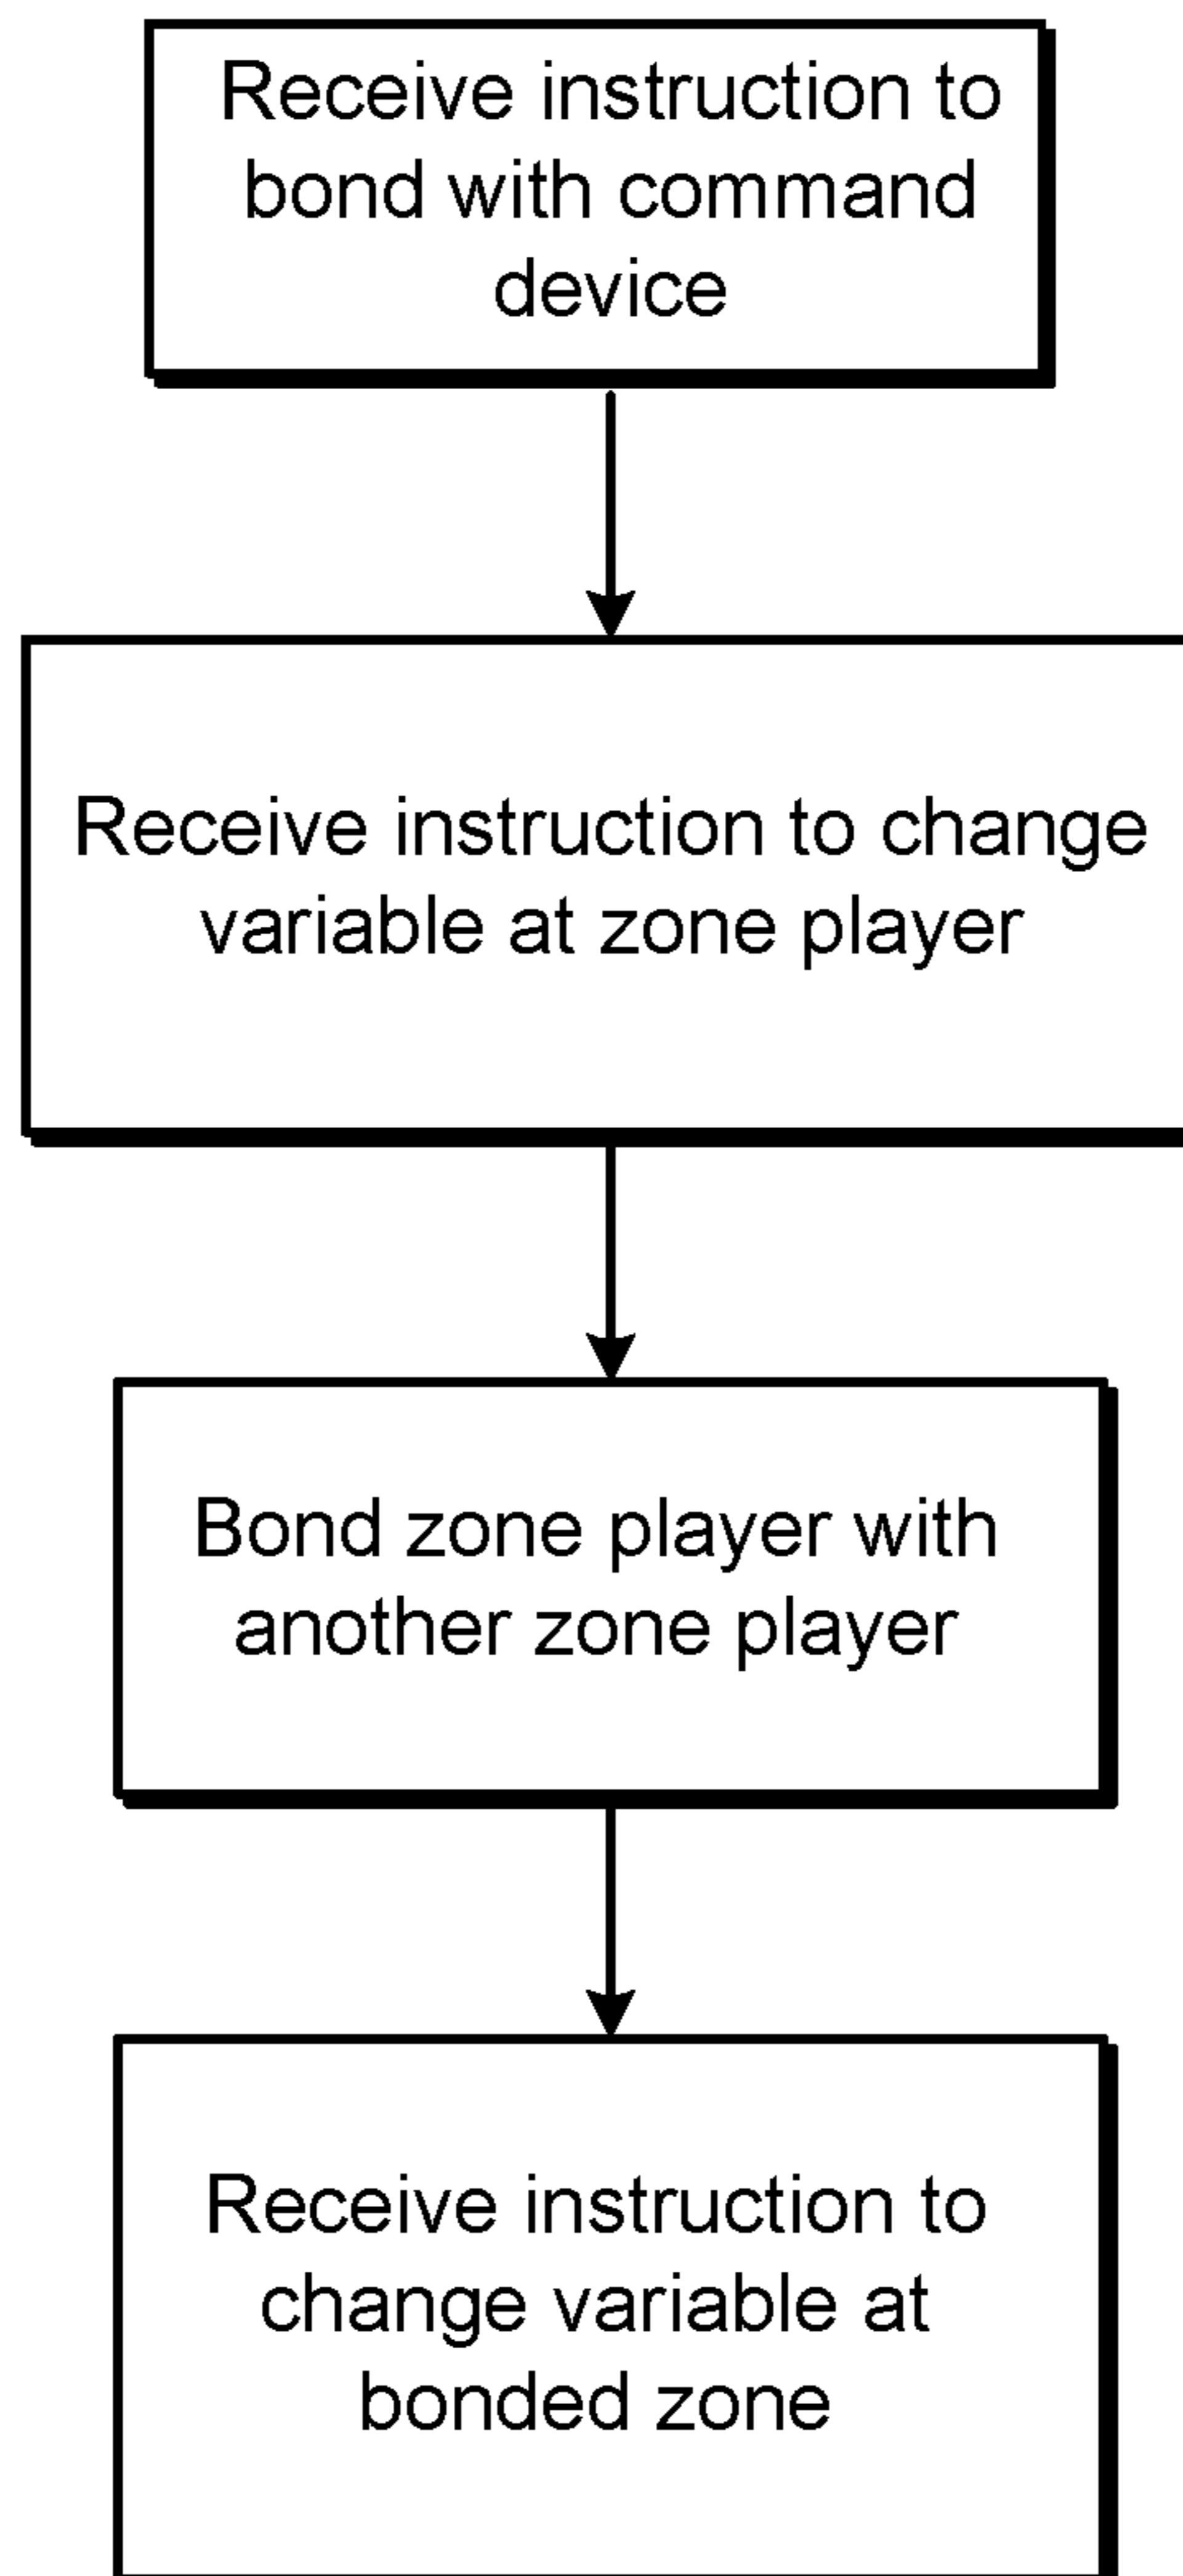 Receive instruction to
bond with command
device
Receive instruction to change
variable at zone player
Bond zone player with
another zone player
Receive instruction to
change variable at
bonded zone